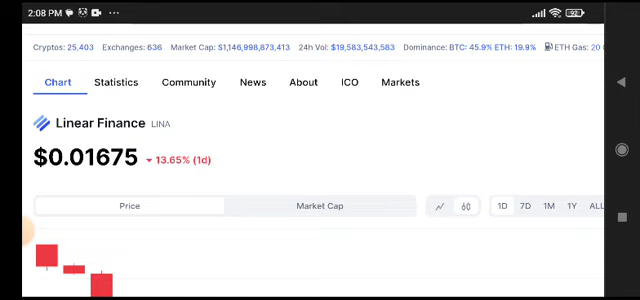 2:08 PM ··· 92
Cryptos: 25,403 Exchanges: 636 Market Cap: $1,146,998,873,413 24h Vol: $19,583,543,583 Dominance: BTC: 45.9% ETH: 19.9% ETH Gas: 20
Chart Statistics Community News About ICO Markets
Linear Finance LINA
$0.01675 ▾ 13.65% (1d)
Price Market Cap 1D 7D 1M 1Y ALL